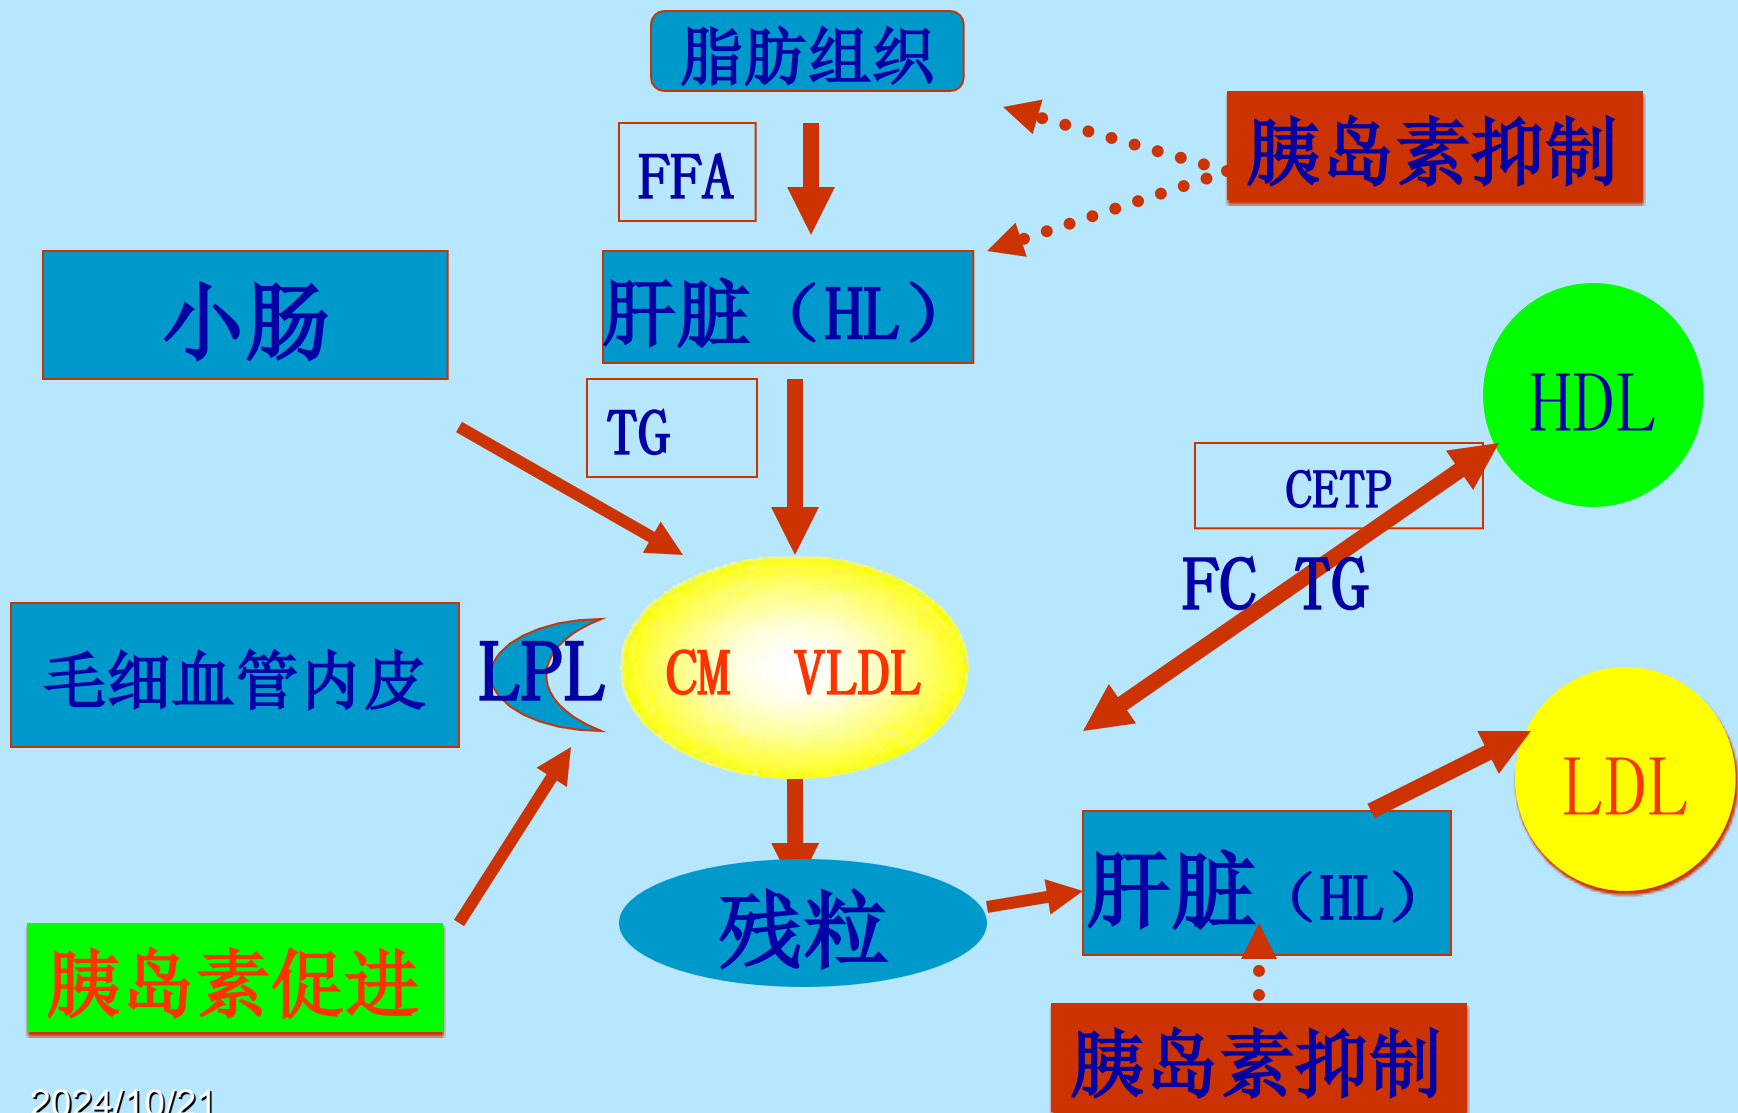 脂肪组织
胰岛素抑制
FFA
小肠
肝脏（HL）
HDL
TG
CETP
FC TG
毛细血管内皮
LPL
CM VLDL
LDL
肝脏（HL）
残粒
胰岛素促进
胰岛素抑制
2024/10/21